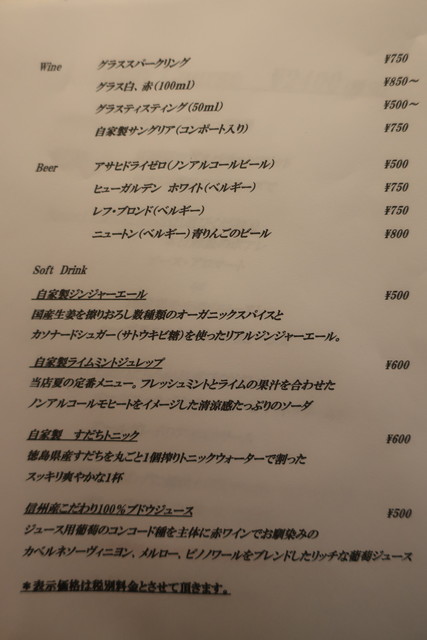 Wine グラススパークリング ¥750
グラス白、赤(100ml) ¥850～
グラステイスティング(50ml) ¥500～
自家製サングリア(コンポート入り) ¥750
Beer アサヒドライゼロ(ノンアルコールビール) ¥500
ヒューガルデン ホワイト(ベルギー) ¥750
レフ・ブロンド(ベルギー) ¥750
ニュートン(ベルギー)青りんごのビール ¥800
Soft Drink
自家製ジンジャーエール ¥500
国産生姜を擦りおろし数種類のオーガニックスパイスと
カソナードシュガー(サトウキビ糖)を使ったリアルジンジャーエール。
自家製ライムミントジュレップ ¥600
当店夏の定番メニュー。フレッシュミントとライムの果汁を合わせた
ノンアルコールモヒートをイメージした清涼感たっぷりのソーダ
自家製 すだちトニック ¥600
徳島県産すだちを丸ごと1個搾りトニックウォーターで割った
スッキリ爽やかな1杯
信州産こだわり100%ブドウジュース ¥500
ジュース用葡萄のコンコード種を主体に赤ワインでお馴染みの
カベルネソーヴィニヨン、メルロー、ピノノワールをブレンドしたリッチな葡萄ジュース
＊表示価格は税別料金とさせて頂きます。